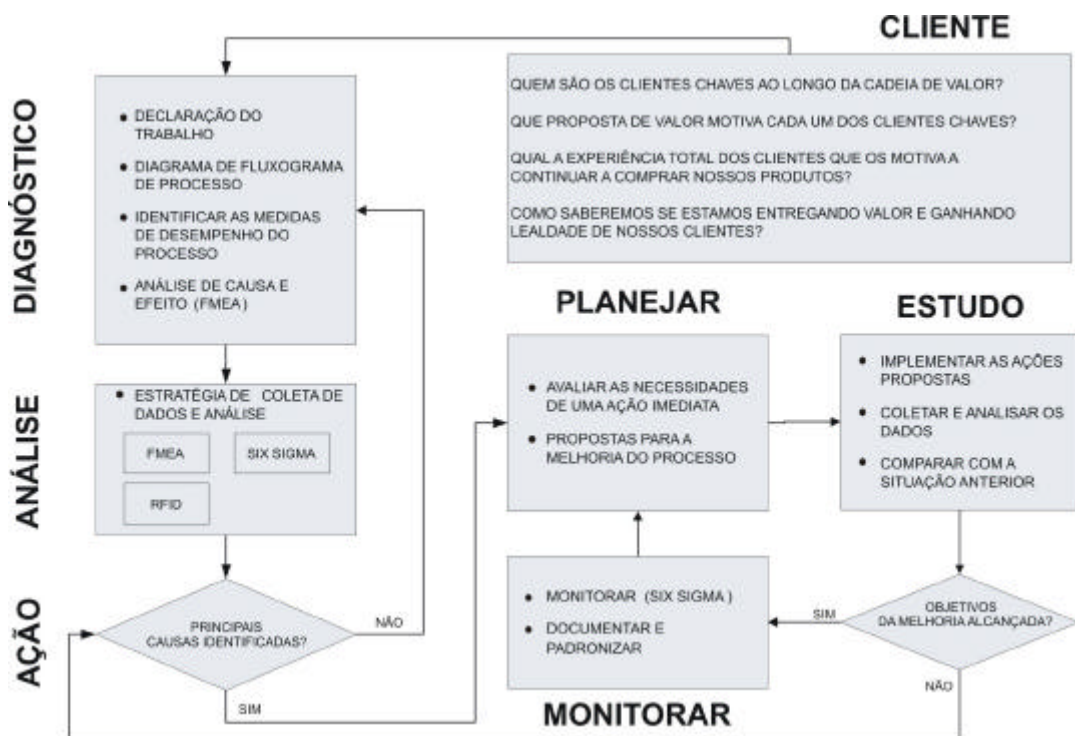 CLIENTE
QUEM SÃO OS CLIENTES CHAVES AO LONGO DA CADEIA DE VALOR?
QUE PROPOSTA DE VALOR MOTIVA CADA UM DOS CLIENTES CHAVES?
QUAL A EXPERIÊNCIA TOTAL DOS CLIENTES QUE OS MOTIVA A
CONTINUAR A COMPRAR NOSSOS PRODUTOS?
COMO SABEREMOS SE ESTAMOS ENTREGANDO VALOR E GANHANDO
LEALDADE DE NOSSOS CLIENTES?
DIAGNÓSTICO
• DECLARAÇÃO DO
TRABALHO
• DIAGRAMA DE FLUXOGRAMA
DE PROCESSO
• IDENTIFICAR AS MEDIDAS
DE DESEMPENHO DO
PROCESSO
• ANÁLISE DE CAUSA E
EFEITO (FMEA)
ANÁLISE
• ESTRATÉGIA DE COLETA DE
DADOS E ANÁLISE
FMEA
SIX SIGMA
RFID
AÇÃO
PRINCIPAIS
CAUSAS IDENTIFICADAS?
NÃO
SIM
PLANEJAR
• AVALIAR AS NECESSIDADES
DE UMA AÇÃO IMEDIATA
• PROPOSTAS PARA A
MELHORIA DO PROCESSO
ESTUDO
• IMPLEMENTAR AS AÇÕES
PROPOSTAS
• COLETAR E ANALISAR OS
DADOS
• COMPARAR COM A
SITUAÇÃO ANTERIOR
OBJETIVOS
DA MELHORIA ALCANÇADA?
SIM
NÃO
• MONITORAR (SIX SIGMA)
• DOCUMENTAR E
PADRONIZAR
MONITORAR